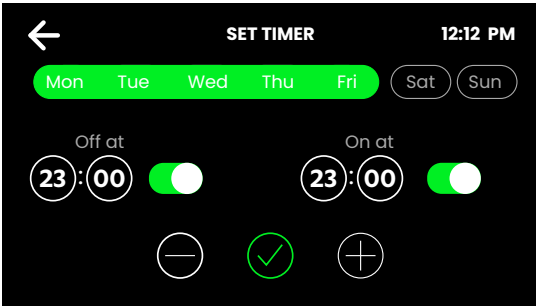 SET TIMER 12:12 PM
Mon Tue Wed Thu Fri Sat Sun
Off at On at
23:00 23:00